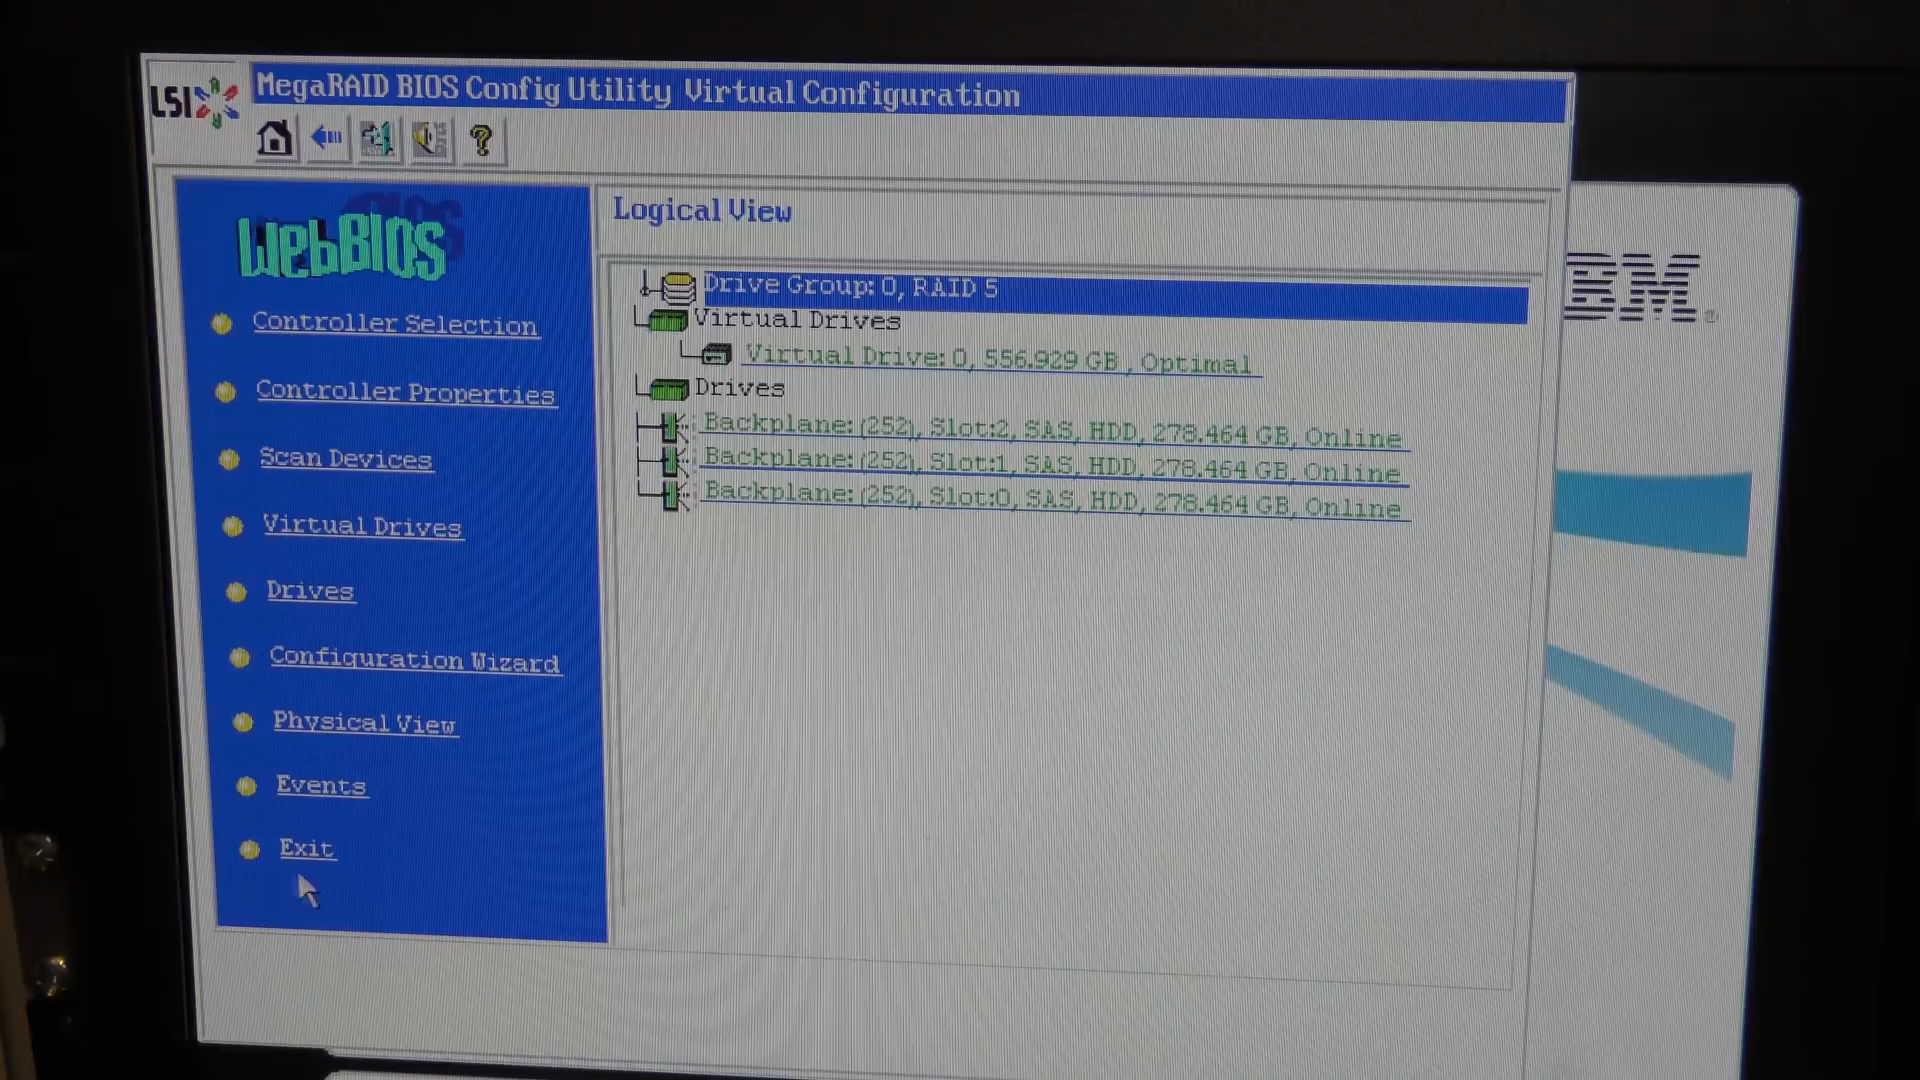 LSI
MegaRAID BIOS Config Utility Virtual Configuration
WebBIOS
Controller Selection
Controller Properties
Scan Devices
Virtual Drives
Drives
Configuration Wizard
Physical View
Events
Exit
Logical View
Drive Group: 0, RAID 5
Virtual Drives
Virtual Drive: 0, 556.929 GB , Optimal
Drives
Backplane: (252), Slot:2, SAS, HDD, 278.464 GB, Online
Backplane: (252), Slot:1, SAS, HDD, 278.464 GB, Online
Backplane: (252), Slot:0, SAS, HDD, 278.464 GB, Online
IBM®